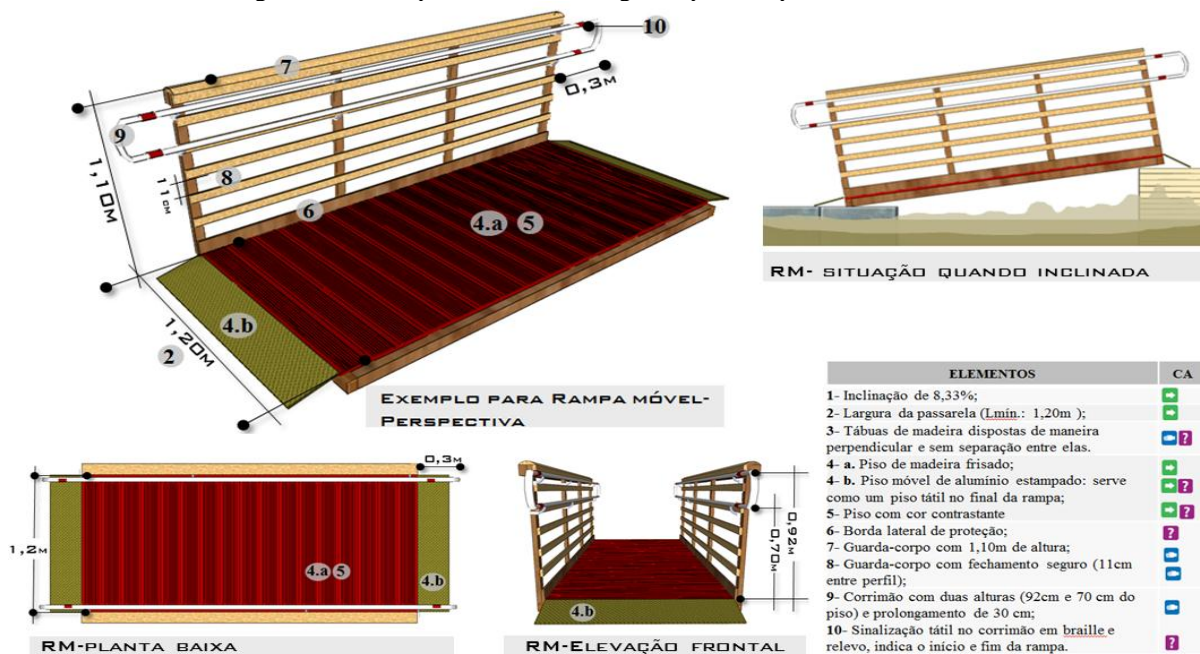 10
7
0,3M
9
1,10M
8
11CM
6
4.a 5
4.b
2
1,20M
EXEMPLO PARA RAMPA MÓVEL-
PERSPECTIVA
RM- SITUAÇÃO QUANDO INCLINADA
0,3M
1,2M
4.a 5
4.b
RM-PLANTA BAIXA
0,92M
0,70M
4.b
RM-ELEVAÇÃO FRONTAL
ELEMENTOS CA
1- Inclinação de 8,33%;
2- Largura da passarela (Lmín.: 1,20m );
3- Tábuas de madeira dispostas de maneira
perpendicular e sem separação entre elas. ?
4- a. Piso de madeira frisado;
4- b. Piso móvel de alumínio estampado: serve ?
como um piso tátil no final da rampa;
5- Piso com cor contrastante ?
6- Borda lateral de proteção; ?
7- Guarda-corpo com 1,10m de altura;
8- Guarda-corpo com fechamento seguro (11cm
entre perfil);
9- Corrimão com duas alturas (92cm e 70 cm do
piso) e prolongamento de 30 cm;
10- Sinalização tátil no corrimão em braille e
relevo, indica o início e fim da rampa. ?